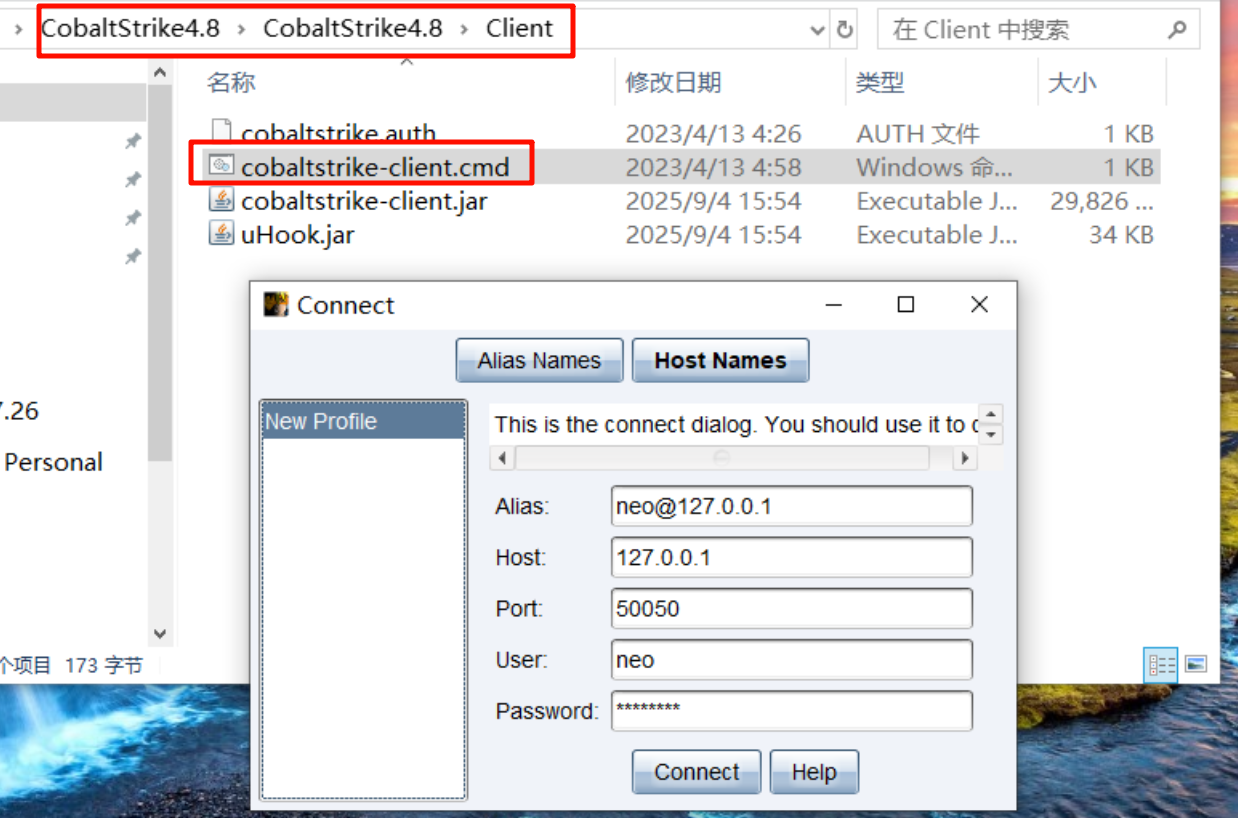 CobaltStrike4.8 › CobaltStrike4.8 › Client
在 Client 中搜索
名称 修改日期 类型 大小
cobaltstrike.auth 2023/4/13 4:26 AUTH 文件 1 KB
cobaltstrike-client.cmd 2023/4/13 4:58 Windows 命... 1 KB
cobaltstrike-client.jar 2025/9/4 15:54 Executable J... 29,826 ...
uHook.jar 2025/9/4 15:54 Executable J... 34 KB
.26
Personal
个项目 173 字节
Connect
Alias Names Host Names
New Profile
This is the connect dialog. You should use it to
Alias: neo@127.0.0.1
Host: 127.0.0.1
Port: 50050
User: neo
Password: ********
Connect Help